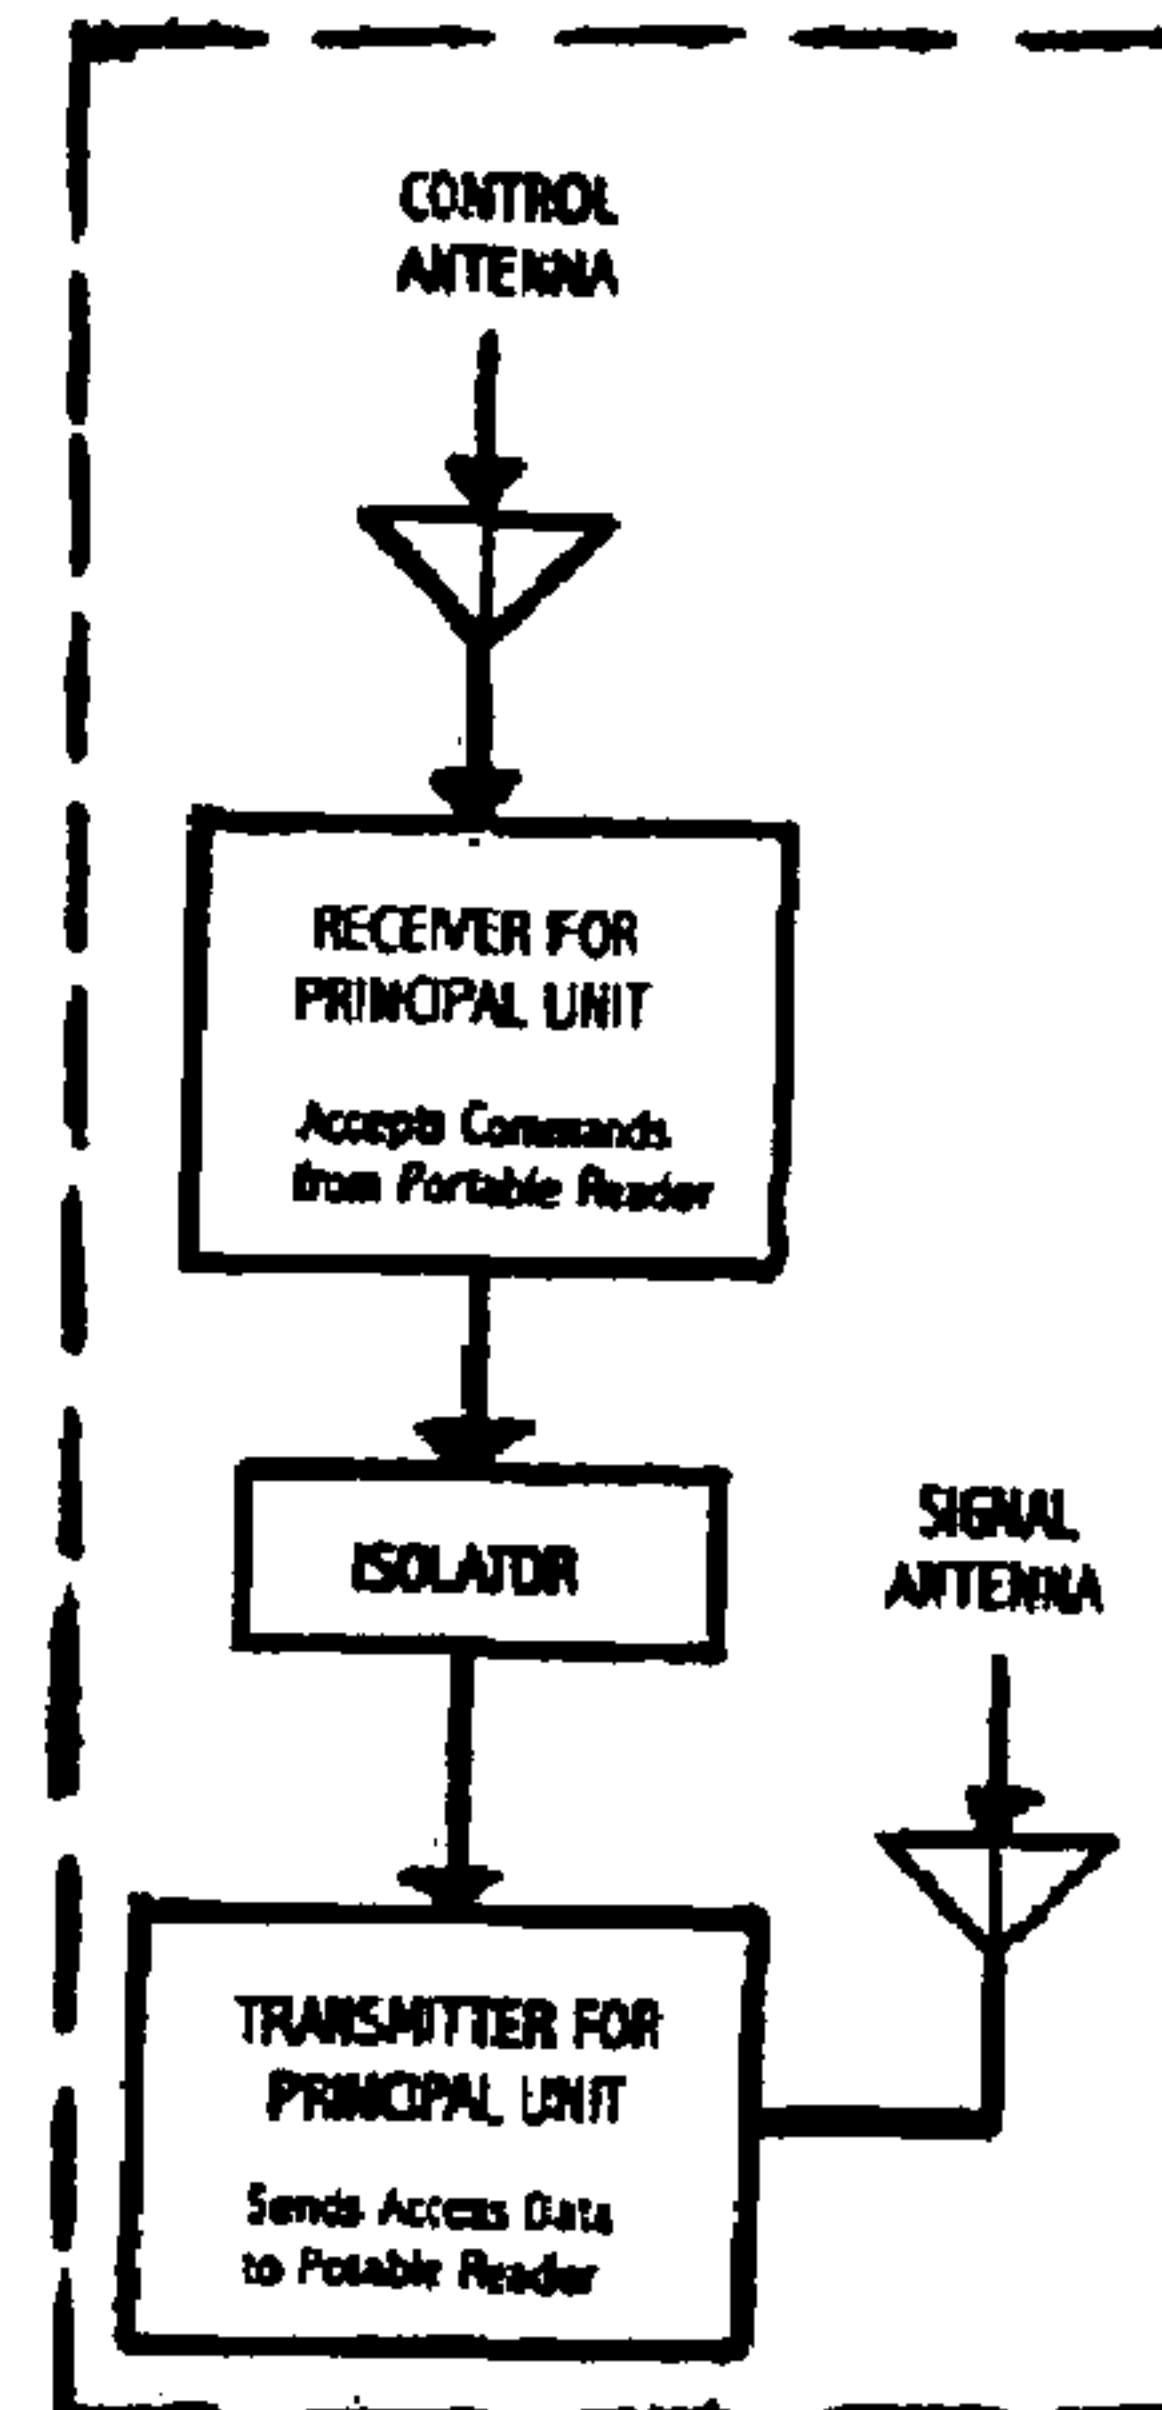 CONTROL
ANTENNA
RECEIVER FOR
PRINCIPAL UNIT
Accepts Commands
from Portable Reader
ISOLATOR
SIGNAL
ANTENNA
TRANSMITTER FOR
PRINCIPAL UNIT
Sends Access Data
to Potable Reader